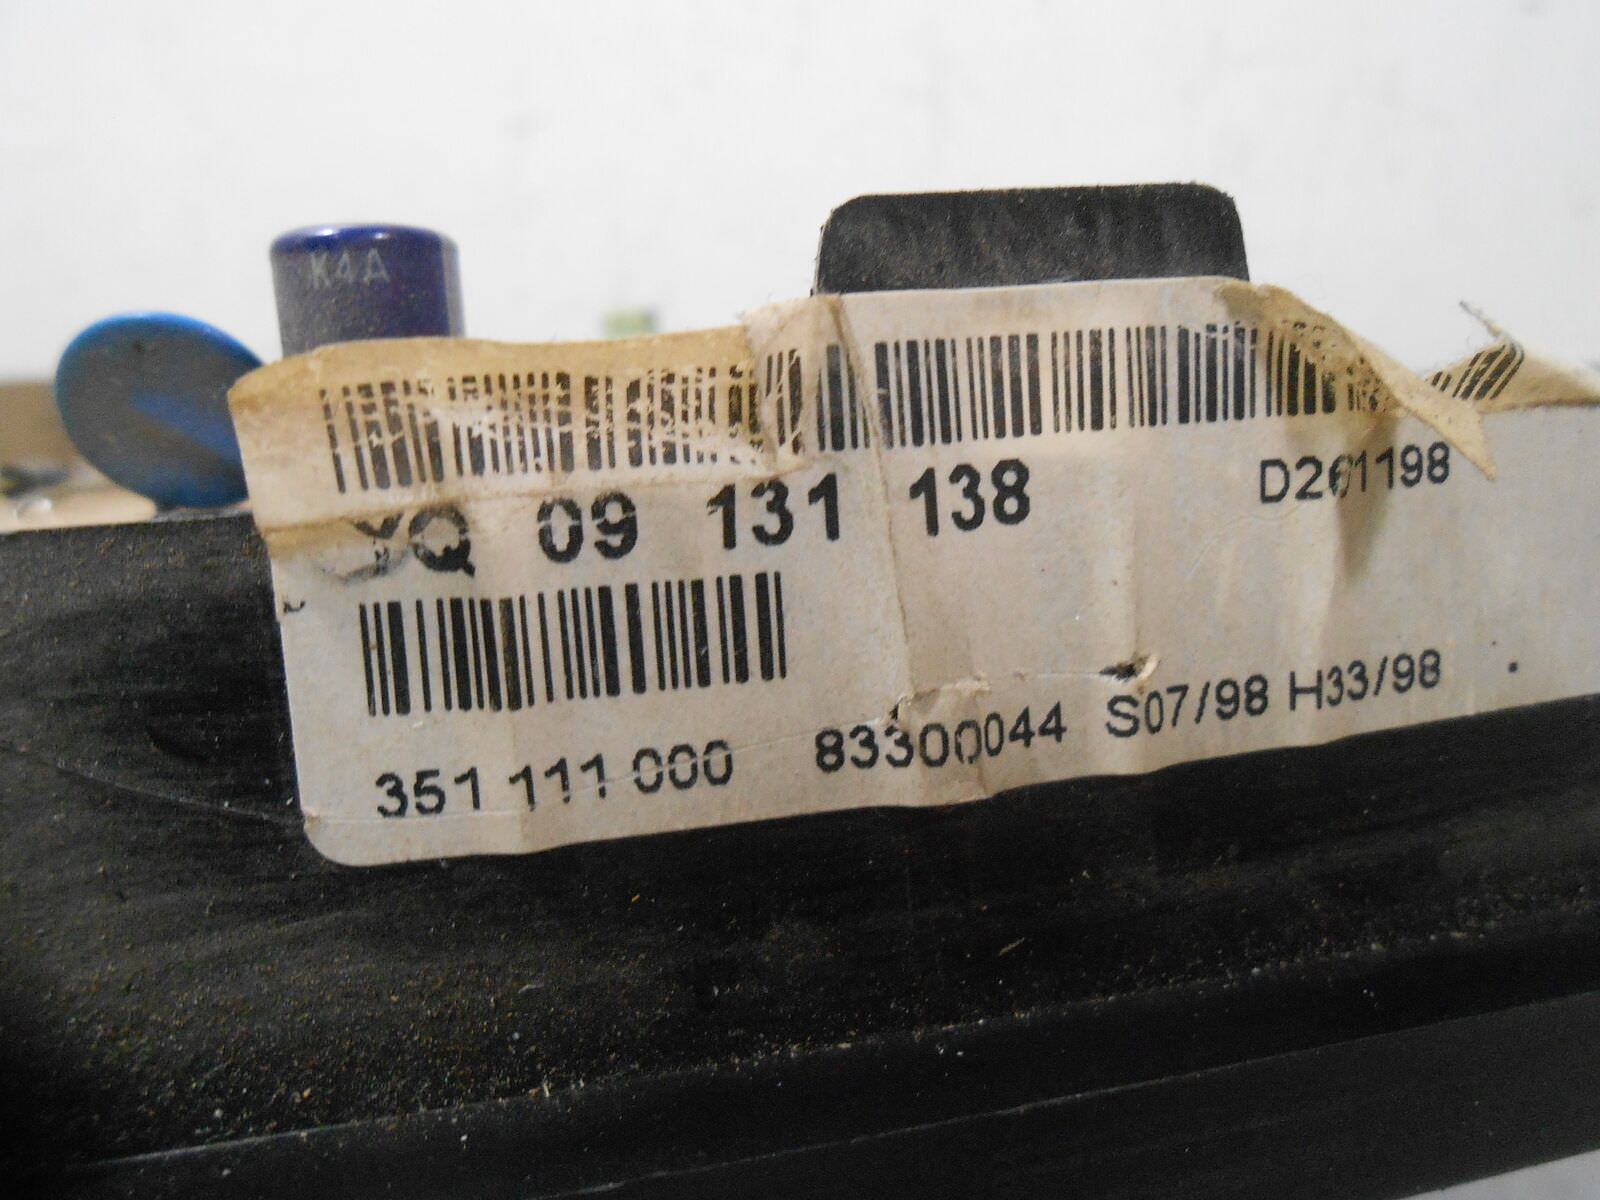 K4A
09 131 138 D261198
351 111 000 83300044 S07/98 H33/98